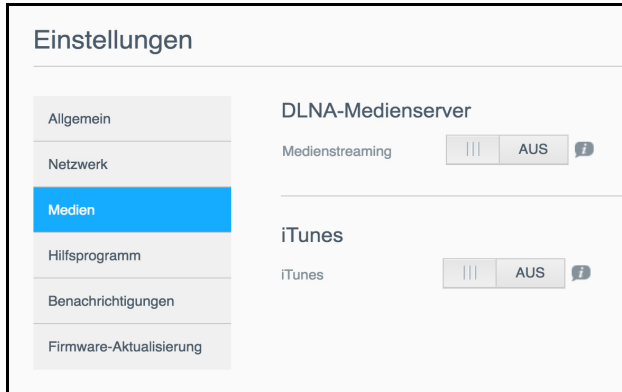 Einstellungen
Allgemein
Netzwerk
Medien
Hilfsprogramm
Benachrichtigungen
Firmware-Aktualisierung
DLNA-Medienserver
Medienstreaming AUS i
iTunes
iTunes AUS i